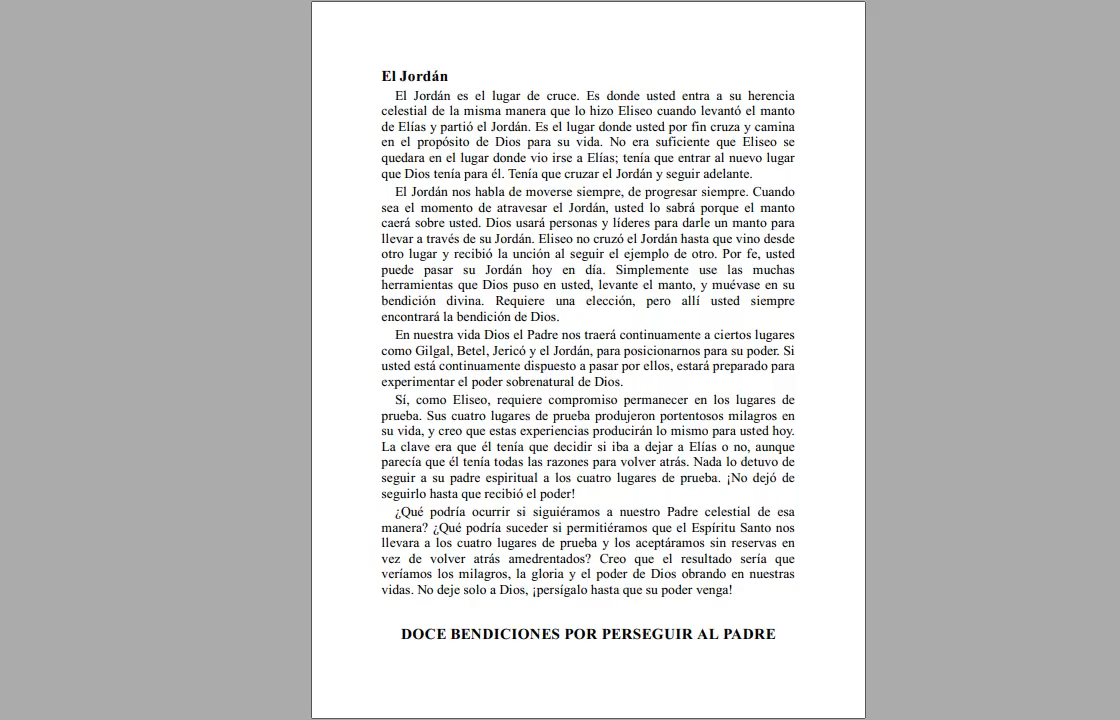 El Jordán
El Jordán es el lugar de cruce. Es donde usted entra a su herencia
celestial de la misma manera que lo hizo Eliseo cuando levantó el manto
de Elías y partió el Jordán. Es el lugar donde usted por fin cruza y camina
en el propósito de Dios para su vida. No era suficiente que Eliseo se
quedara en el lugar donde vio irse a Elías; tenía que entrar al nuevo lugar
que Dios tenía para él. Tenía que cruzar el Jordán y seguir adelante.
El Jordán nos habla de moverse siempre, de progresar siempre. Cuando
sea el momento de atravesar el Jordán, usted lo sabrá porque el manto
caerá sobre usted. Dios usará personas y líderes para darle un manto para
llevar a través de su Jordán. Eliseo no cruzó el Jordán hasta que vino desde
otro lugar y recibió la unción al seguir el ejemplo de otro. Por fe, usted
puede pasar su Jordán hoy en día. Simplemente use las muchas
herramientas que Dios puso en usted, levante el manto, y muévase en su
bendición divina. Requiere una elección, pero allí usted siempre
encontrará la bendición de Dios.
En nuestra vida Dios el Padre nos traerá continuamente a ciertos lugares
como Gilgal, Betel, Jericó y el Jordán, para posicionarnos para su poder. Si
usted está continuamente dispuesto a pasar por ellos, estará preparado para
experimentar el poder sobrenatural de Dios.
Sí, como Eliseo, requiere compromiso permanecer en los lugares de
prueba. Sus cuatro lugares de prueba produjeron portentosos milagros en
su vida, y creo que estas experiencias producirán lo mismo para usted hoy.
La clave era que él tenía que decidir si iba a dejar a Elías o no, aunque
parecía que él tenía todas las razones para volver atrás. Nada lo detuvo de
seguir a su padre espiritual a los cuatro lugares de prueba. ¡No dejó de
seguirlo hasta que recibió el poder!
¿Qué podría ocurrir si siguiéramos a nuestro Padre celestial de esa
manera? ¿Qué podría suceder si permitiéramos que el Espíritu Santo nos
llevara a los cuatro lugares de prueba y los aceptáramos sin reservas en
vez de volver atrás amedrentados? Creo que el resultado sería que
veríamos los milagros, la gloria y el poder de Dios obrando en nuestras
vidas. No deje solo a Dios, ¡persígalo hasta que su poder venga!
DOCE BENDICIONES POR PERSEGUIR AL PADRE